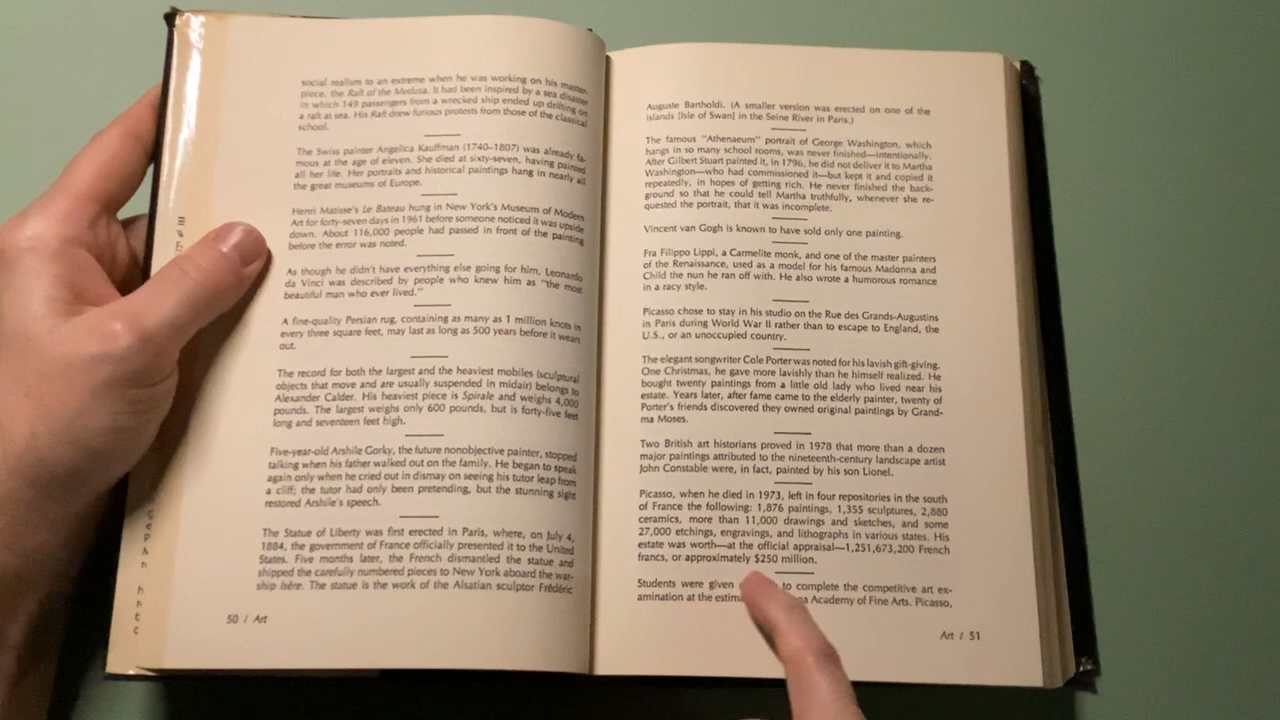 social realism to an extreme when he was working on his master-
piece, the Raft of the Medusa. It had been inspired by a sea disaster
in which 149 passengers from a wrecked ship ended up drifting on
a raft at sea. His Raft drew furious protests from those of the classical
school.
The Swiss painter Angelica Kauffman (1740–1807) was already fa-
mous at the age of eleven. She died at sixty-seven, having painted
all her life. Her portraits and historical paintings hang in nearly all
the great museums of Europe.
Henri Matisse's Le Bateau hung in New York's Museum of Modern
Art for forty-seven days in 1961 before someone noticed it was upside
down. About 116,000 people had passed in front of the painting
before the error was noted.
As though he didn't have everything else going for him, Leonardo
da Vinci was described by people who knew him as "the most
beautiful man who ever lived."
A fine-quality Persian rug, containing as many as 1 million knots in
every three square feet, may last as long as 500 years before it wears
out.
The record for both the largest and the heaviest mobiles (sculptural
objects that move and are usually suspended in midair) belongs to
Alexander Calder. His heaviest piece is Spirale and weighs 4,000
pounds. The largest weighs only 600 pounds, but is forty-five feet
long and seventeen feet high.
Five-year-old Arshile Gorky, the future nonobjective painter, stopped
talking when his father walked out on the family. He began to speak
again only when he cried out in dismay on seeing his tutor leap from
a cliff; the tutor had only been pretending, but the stunning sight
restored Arshile's speech.
The Statue of Liberty was first erected in Paris, where, on July 4,
1884, the government of France officially presented it to the United
States. Five months later, the French dismantled the statue and
shipped the carefully numbered pieces to New York aboard the war-
ship Isère. The statue is the work of the Alsatian sculptor Frédéric
50 / Art
Auguste Bartholdi. (A smaller version was erected on one of the
islands [Isle of Swan] in the Seine River in Paris.)
The famous "Athenaeum" portrait of George Washington, which
hangs in so many school rooms, was never finished—intentionally.
After Gilbert Stuart painted it, in 1796, he did not deliver it to Martha
Washington—who had commissioned it—but kept it and copied it
repeatedly, in hopes of getting rich. He never finished the back-
ground so that he could tell Martha truthfully, whenever she re-
quested the portrait, that it was incomplete.
Vincent van Gogh is known to have sold only one painting.
Fra Filippo Lippi, a Carmelite monk, and one of the master painters
of the Renaissance, used as a model for his famous Madonna and
Child the nun he ran off with. He also wrote a humorous romance
in a racy style.
Picasso chose to stay in his studio on the Rue des Grands-Augustins
in Paris during World War II rather than to escape to England, the
U.S., or an unoccupied country.
The elegant songwriter Cole Porter was noted for his lavish gift-giving.
One Christmas, he gave more lavishly than he himself realized. He
bought twenty paintings from a little old lady who lived near his
estate. Years later, after fame came to the elderly painter, twenty of
Porter's friends discovered they owned original paintings by Grand-
ma Moses.
Two British art historians proved in 1978 that more than a dozen
major paintings attributed to the nineteenth-century landscape artist
John Constable were, in fact, painted by his son Lionel.
Picasso, when he died in 1973, left in four repositories in the south
of France the following: 1,876 paintings, 1,355 sculptures, 2,880
ceramics, more than 11,000 drawings and sketches, and some
27,000 etchings, engravings, and lithographs in various states. His
estate was worth—at the official appraisal—1,251,673,200 French
francs, or approximately $250 million.
Students were given to complete the competitive art ex-
amination at the Academy of Fine Arts. Picasso,
Art / 51